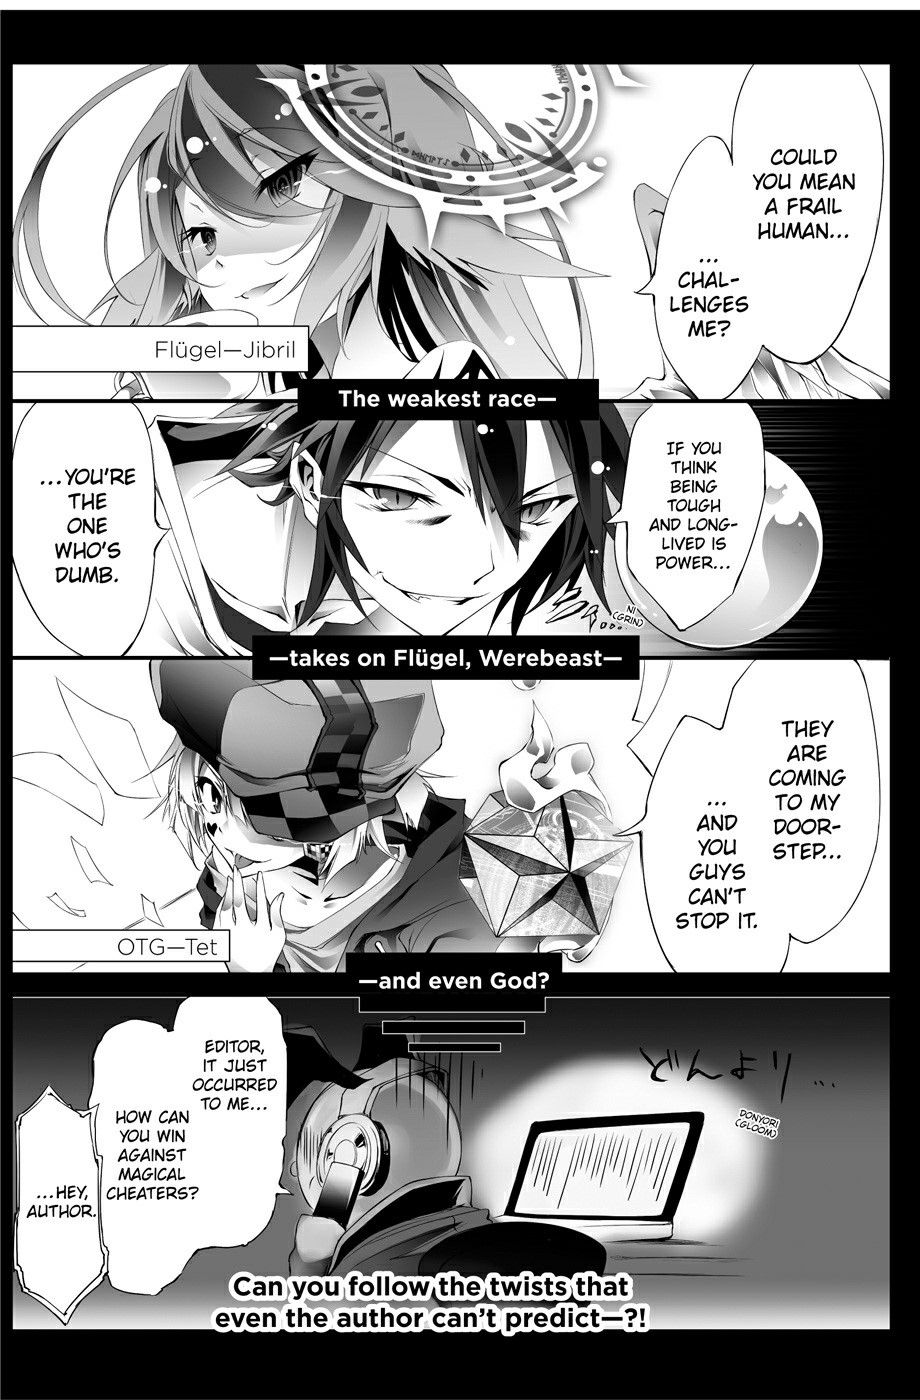 COULD
YOU MEAN
A FRAIL
HUMAN...
...
CHAL-
LENGES
ME?
Flügel—Jibril
The weakest race—
IF YOU
THINK
BEING
TOUGH
AND LONG-
LIVED IS
POWER...
NI
(GRIN)
...YOU'RE
THE
ONE
WHO'S
DUMB.
—takes on Flügel, Werebeast—
THEY
ARE
COMING
TO MY
DOOR-
STEP...
...
AND
YOU
GUYS
CAN'T
STOP IT.
OTG—Tet
—and even God?
どんより...
DONYORI
(GLOOM)
EDITOR,
IT JUST
OCCURRED
TO ME...
HOW CAN
YOU WIN
AGAINST
MAGICAL
CHEATERS?
...HEY,
AUTHOR.
Can you follow the twists that
even the author can't predict—?!